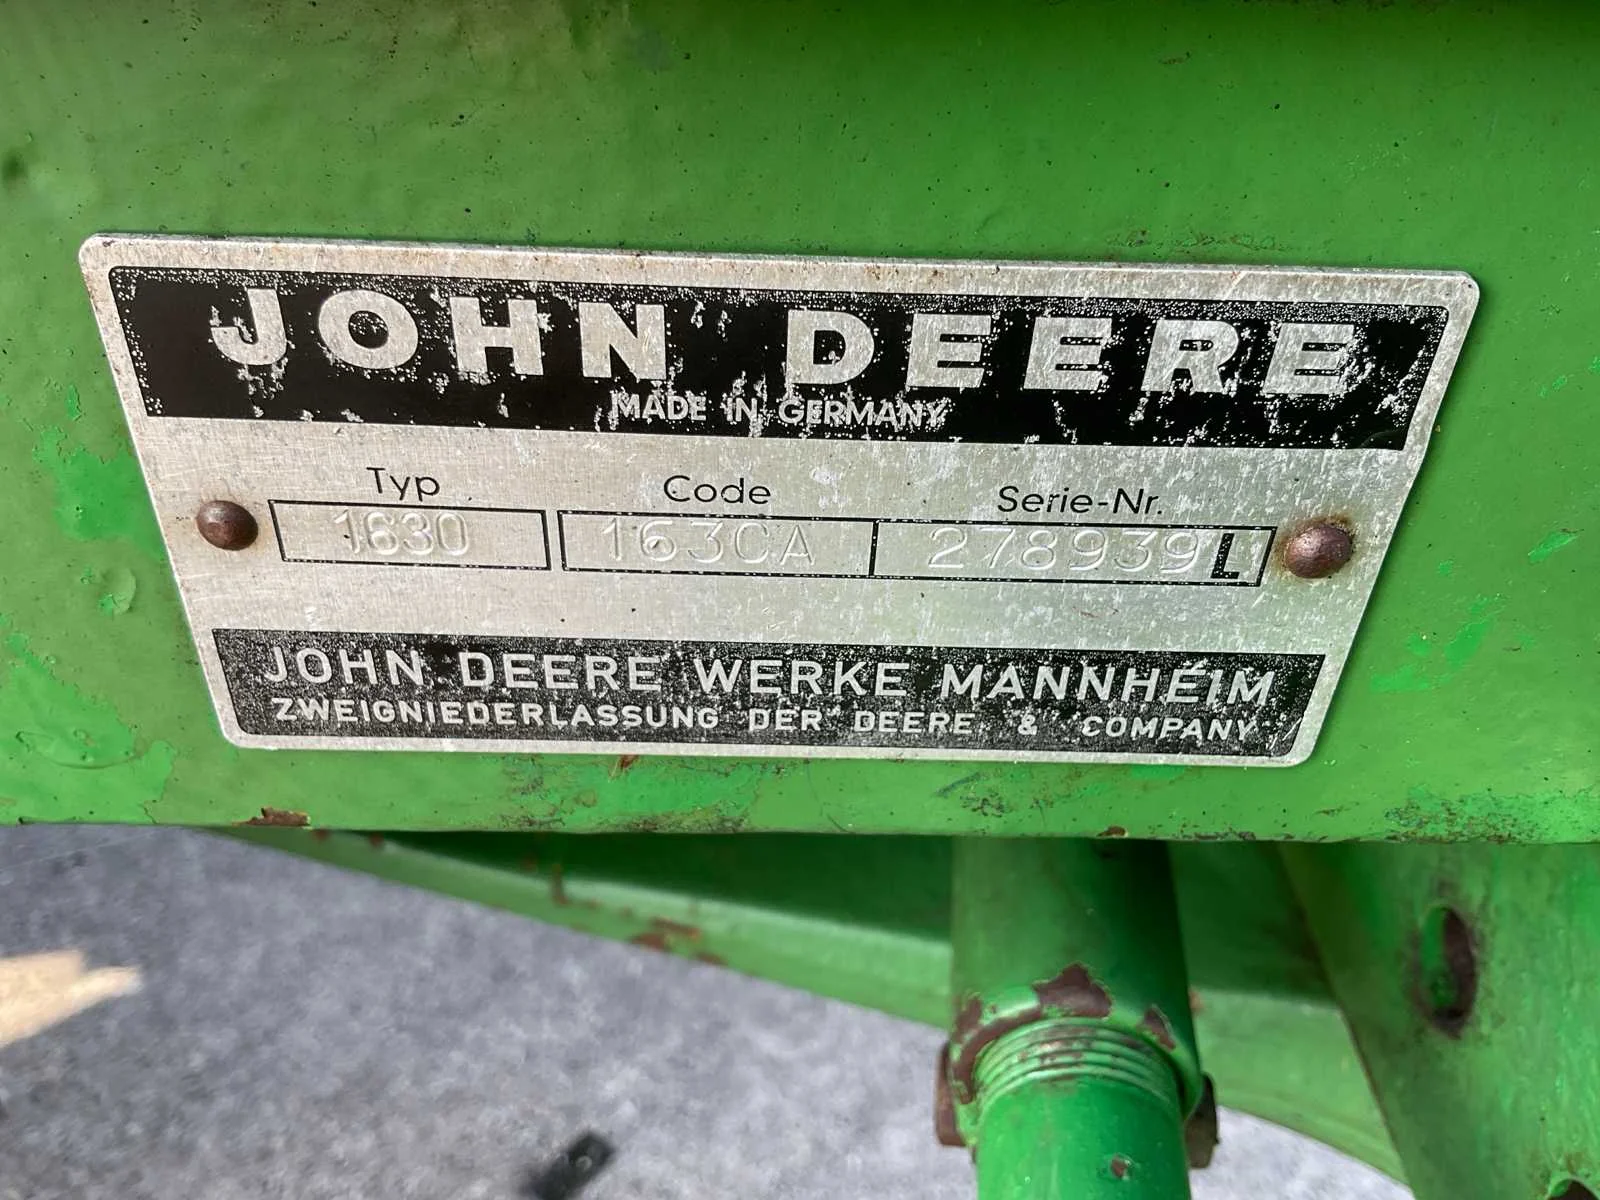 JOHN DEERE
MADE IN GERMANY
Typ Code Serie-Nr.
1630 163CA 278939L
JOHN DEERE WERKE MANNHEIM
ZWEIGNIEDERLASSUNG DER DEERE & COMPANY